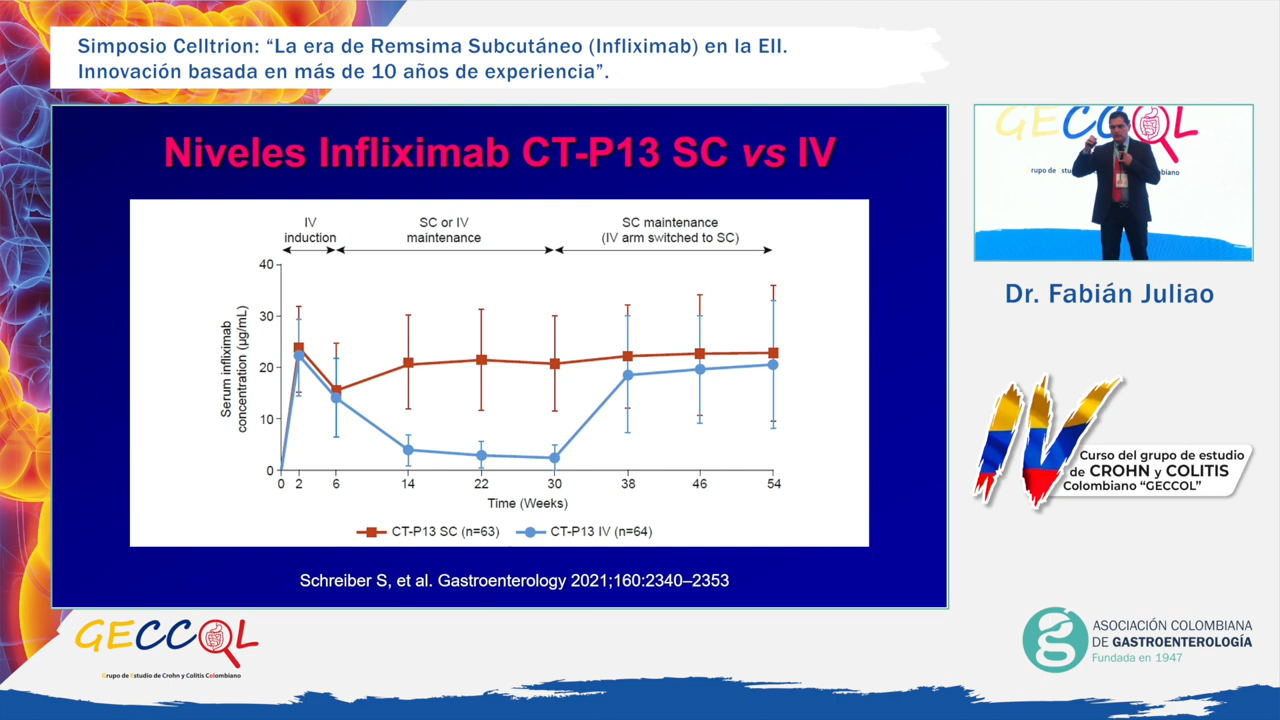 Simposio Celltrion: “La era de Remsima Subcutáneo (Infliximab) en la EII.
Innovación basada en más de 10 años de experiencia”.
Niveles Infliximab CT-P13 SC vs IV
IV
induction
SC or IV
maintenance
SC maintenance
(IV arm switched to SC)
Serum infliximab
concentration (µg/mL)
40
30
20
10
0
0 2 6 14 22 30 38 46 54
Time (Weeks)
CT-P13 SC (n=63) CT-P13 IV (n=64)
Schreiber S, et al. Gastroenterology 2021;160:2340–2353
GECCOL
Grupo de Estudio de Crohn y Colitis Colombiano
Dr. Fabián Juliao
IV
Curso del grupo de estudio
de CROHN y COLITIS
Colombiano “GECCOL”
ASOCIACIÓN COLOMBIANA
DE GASTROENTEROLOGÍA
Fundada en 1947